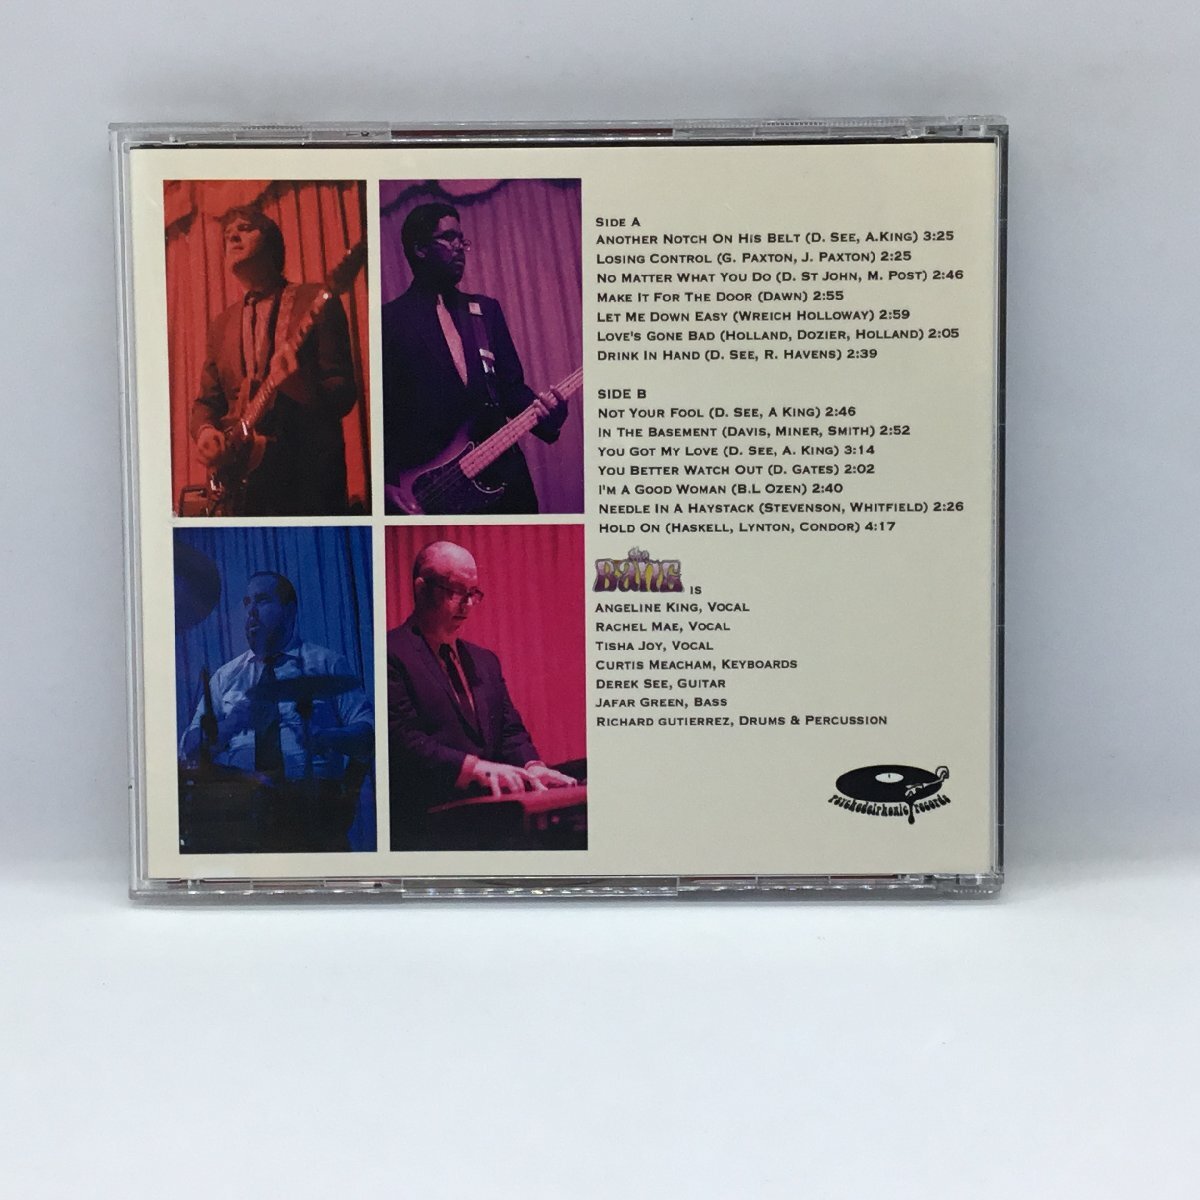 SIDE A
ANOTHER NOTCH ON HIS BELT (D. SEE, A.KING) 3:25
LOSING CONTROL (G. PAXTON, J. PAXTON) 2:25
NO MATTER WHAT YOU DO (D. ST JOHN, M. POST) 2:46
MAKE IT FOR THE DOOR (DAWN) 2:55
LET ME DOWN EASY (WREICH HOLLOWAY) 2:59
LOVE'S GONE BAD (HOLLAND, DOZIER, HOLLAND) 2:05
DRINK IN HAND (D. SEE, R. HAVENS) 2:39
SIDE B
NOT YOUR FOOL (D. SEE, A KING) 2:46
IN THE BASEMENT (DAVIS, MINER, SMITH) 2:52
YOU GOT MY LOVE (D. SEE, A. KING) 3:14
YOU BETTER WATCH OUT (D. GATES) 2:02
I'M A GOOD WOMAN (B.L OZEN) 2:40
NEEDLE IN A HAYSTACK (STEVENSON, WHITFIELD) 2:26
HOLD ON (HASKELL, LYNTON, CONDOR) 4:17
the BANG IS
ANGELINE KING, VOCAL
RACHEL MAE, VOCAL
TISHA JOY, VOCAL
CURTIS MEACHAM, KEYBOARDS
DEREK SEE, GUITAR
JAFAR GREEN, BASS
RICHARD GUTIERREZ, DRUMS & PERCUSSION
psychedelphonic records